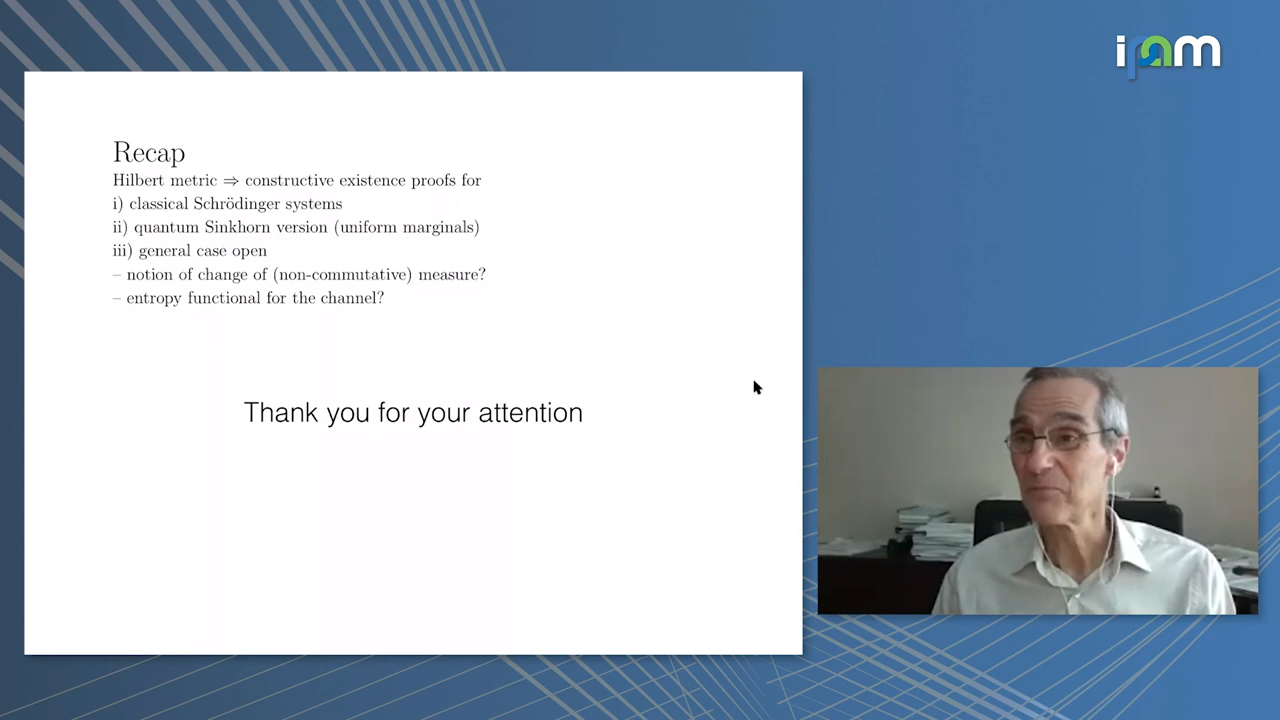 ipam
Recap
Hilbert metric ⇒ constructive existence proofs for
i) classical Schrödinger systems
ii) quantum Sinkhorn version (uniform marginals)
iii) general case open
– notion of change of (non-commutative) measure?
– entropy functional for the channel?
Thank you for your attention